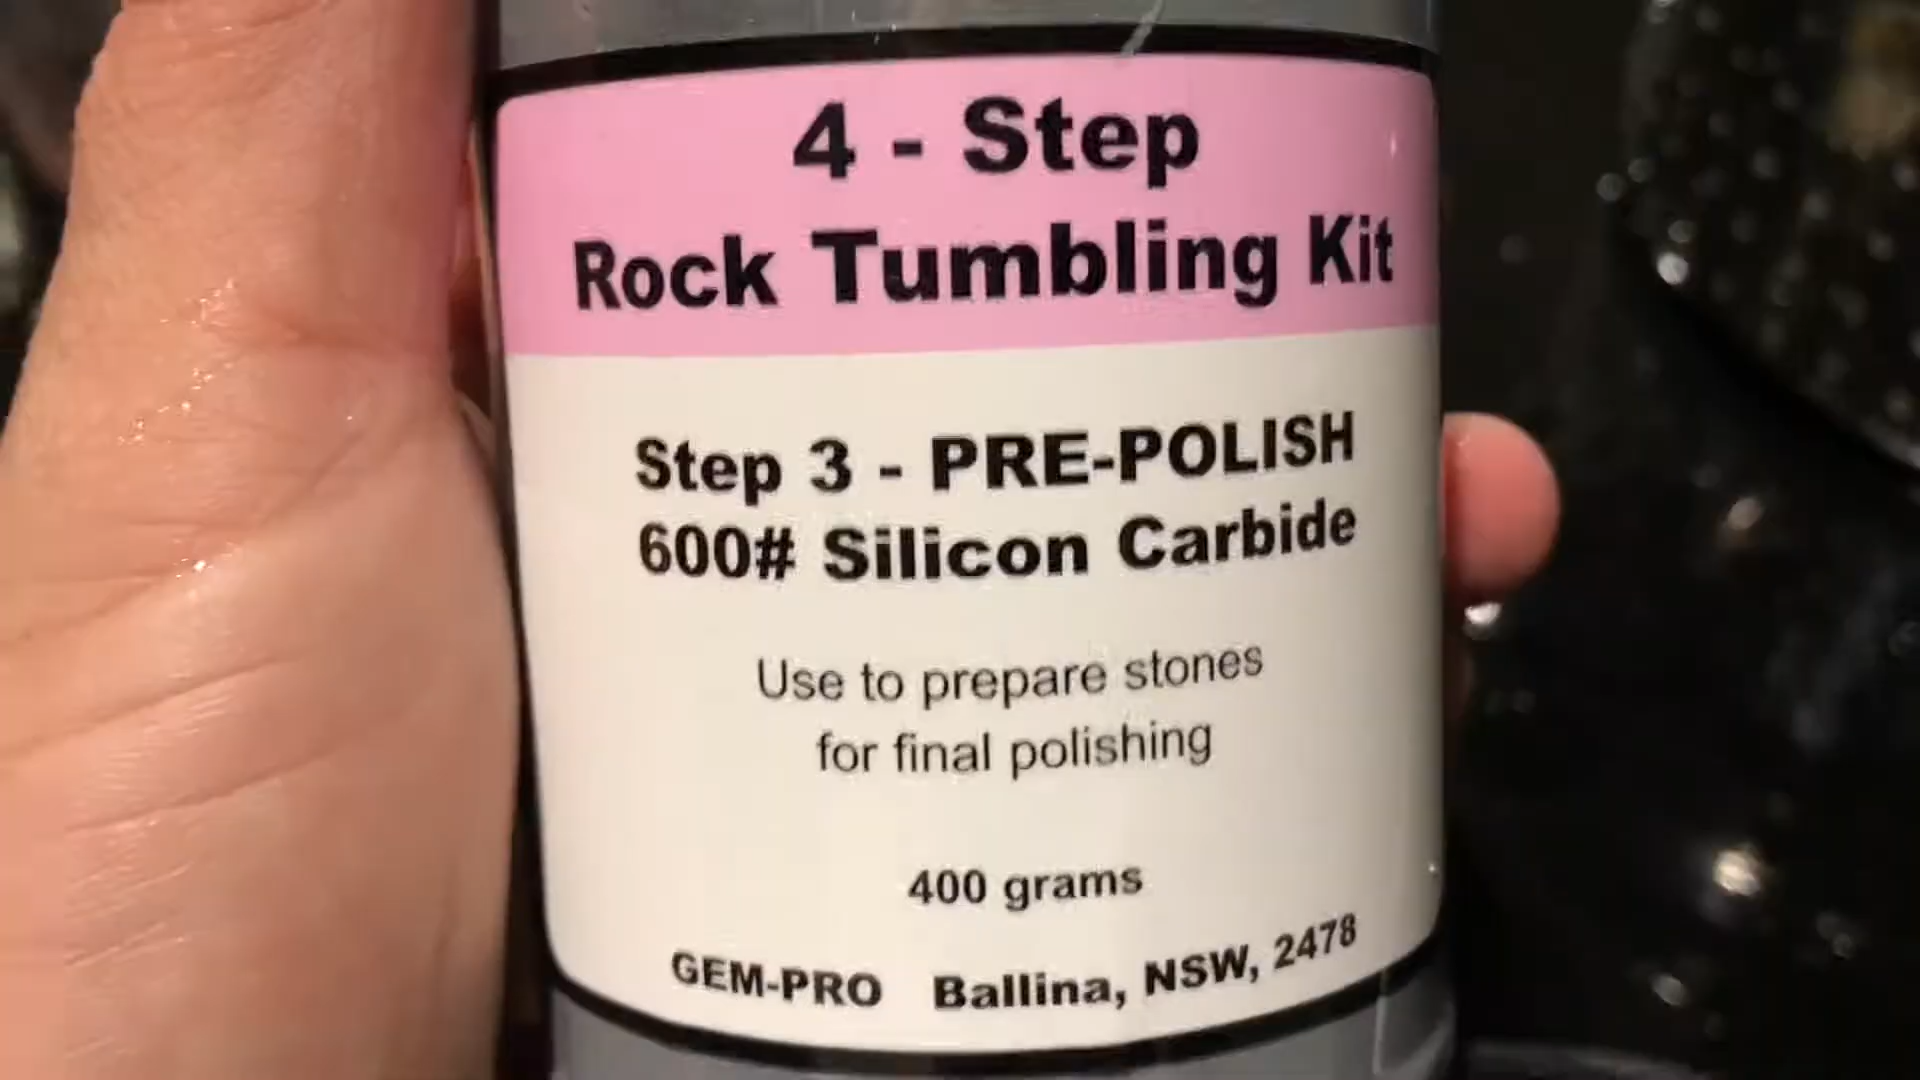 4 - Step
Rock Tumbling Kit
Step 3 - PRE-POLISH
600# Silicon Carbide
Use to prepare stones
for final polishing
400 grams
GEM-PRO Ballina, NSW, 2478